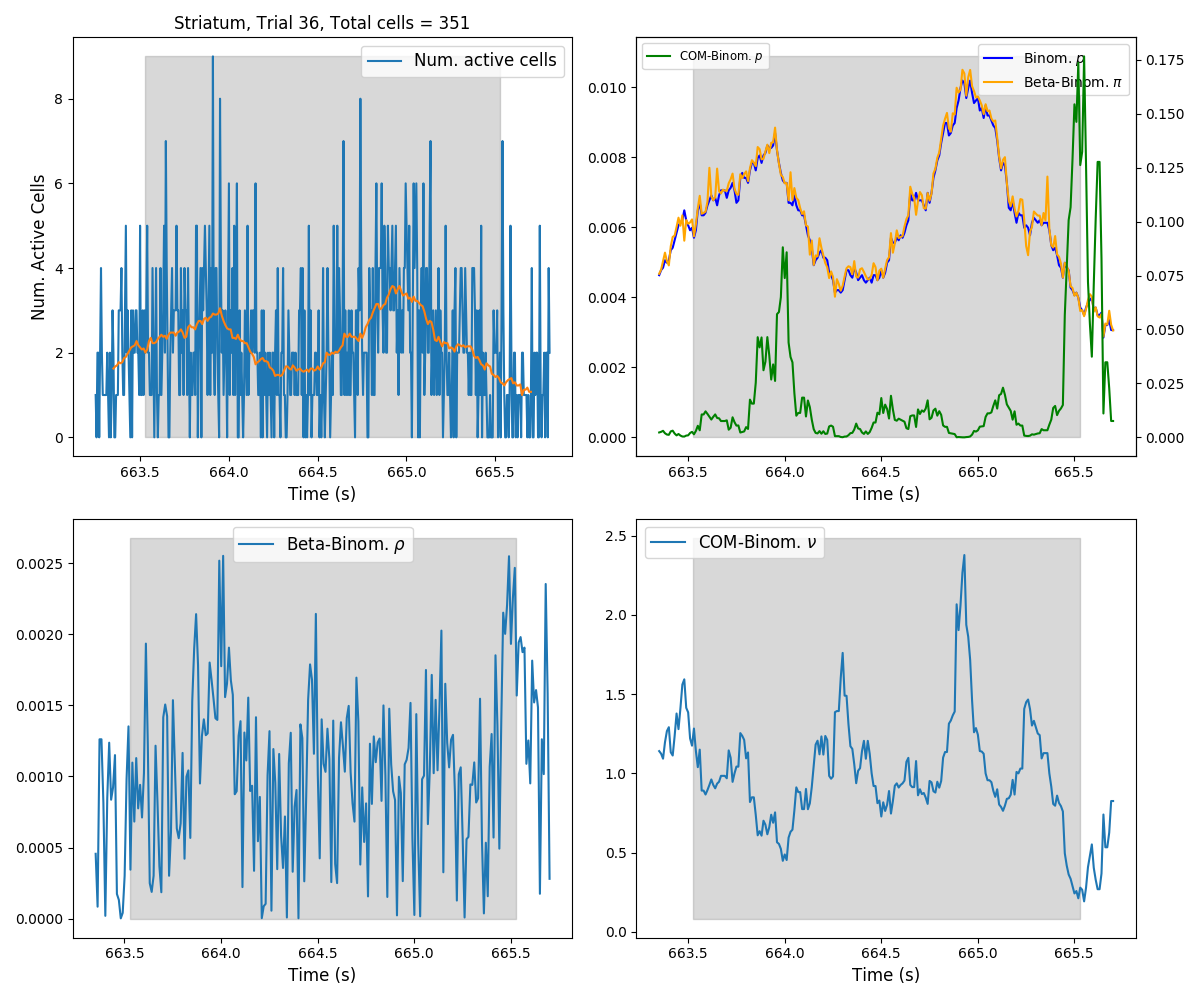 Striatum, Trial 36, Total cells = 351
Num. active cells
Num. Active Cells
8
6
4
2
0
663.5 664.0 664.5 665.0 665.5
Time (s)
COM-Binom. p
Binom. p
Beta-Binom. π
0.010
0.008
0.006
0.004
0.002
0.000
0.175
0.150
0.125
0.100
0.075
0.050
0.025
0.000
663.5 664.0 664.5 665.0 665.5
Time (s)
Beta-Binom. ρ
0.0025
0.0020
0.0015
0.0010
0.0005
0.0000
663.5 664.0 664.5 665.0 665.5
Time (s)
COM-Binom. ν
2.5
2.0
1.5
1.0
0.5
0.0
663.5 664.0 664.5 665.0 665.5
Time (s)